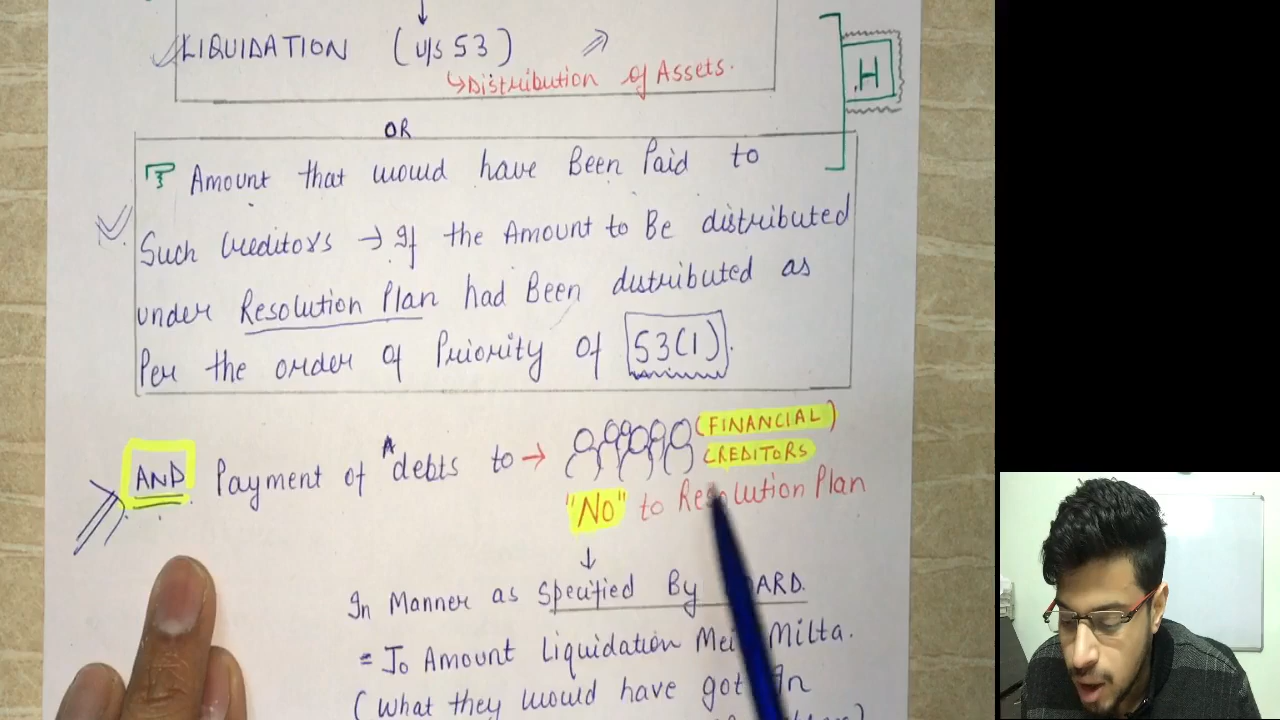 LIQUIDATION (u/s 53)
↳Distribution of Assets.
H
OR
Amount that would have Been Paid to
Such Creditors → If the Amount to Be distributed
under Resolution Plan had Been distributed as
Per the order of Priority of 53(1).
AND Payment of debts to → (FINANCIAL)
CREDITORS
"No" to Resolution Plan
In Manner as Specified By
= Jo Amount Liquidation Milta.
(What they would have got In